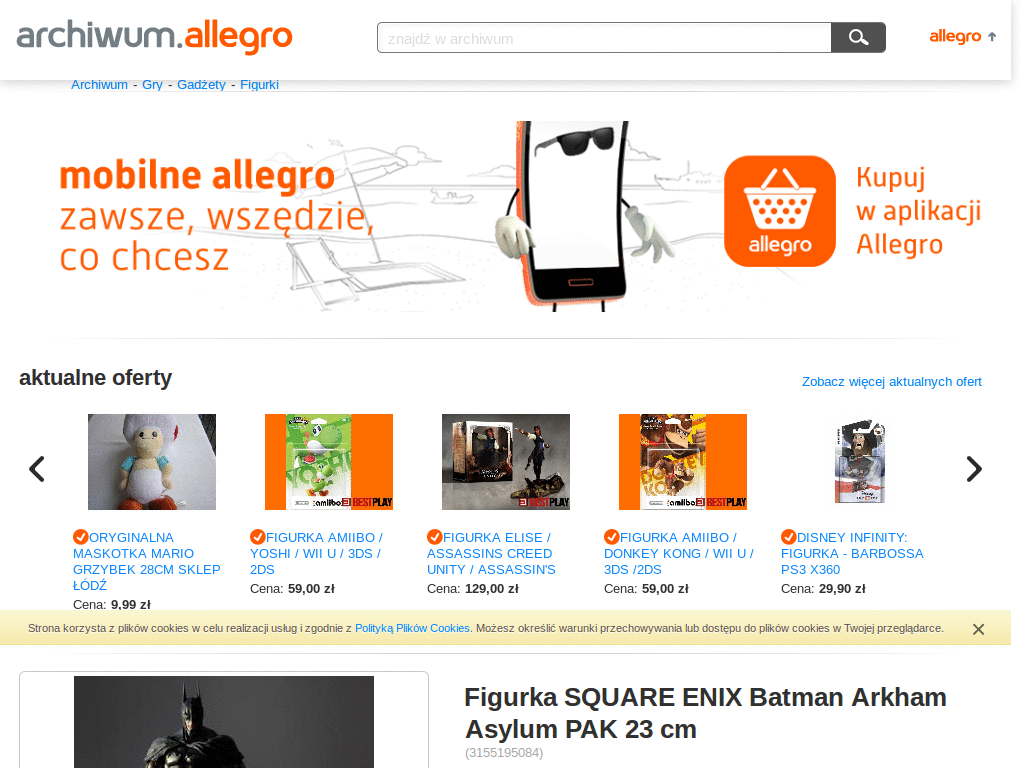 archiwum.allegro
znajdź w archiwum
allegro
Archiwum - Gry - Gadżety - Figurki
mobilne allegro
zawsze, wszędzie,
co chcesz
allegro
Kupuj
w aplikacji
Allegro
aktualne oferty
Zobacz więcej aktualnych ofert
amiibo BESTPLAY
BESTPLAY
amiibo BESTPLAY
ORYGINALNA
MASKOTKA MARIO
GRZYBEK 28CM SKLEP
ŁÓDŹ
Cena: 9,99 zł
FIGURKA AMIIBO /
YOSHI / WII U / 3DS /
2DS
Cena: 59,00 zł
FIGURKA ELISE /
ASSASSINS CREED
UNITY / ASSASSIN'S
Cena: 129,00 zł
FIGURKA AMIIBO /
DONKEY KONG / WII U /
3DS /2DS
Cena: 59,00 zł
DISNEY INFINITY:
FIGURKA - BARBOSSA
PS3 X360
Cena: 29,90 zł
Strona korzysta z plików cookies w celu realizacji usług i zgodnie z Polityką Plików Cookies. Możesz określić warunki przechowywania lub dostępu do plików cookies w Twojej przeglądarce.
Figurka SQUARE ENIX Batman Arkham
Asylum PAK 23 cm
(3155195084)